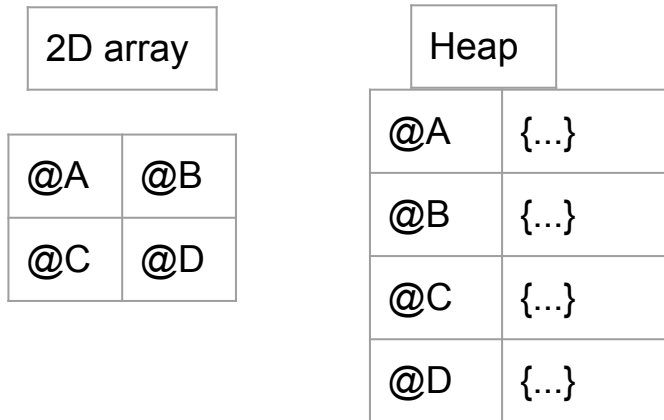 2D array
@A @B
@C @D
Heap
@A {...}
@B {...}
@C {...}
@D {...}